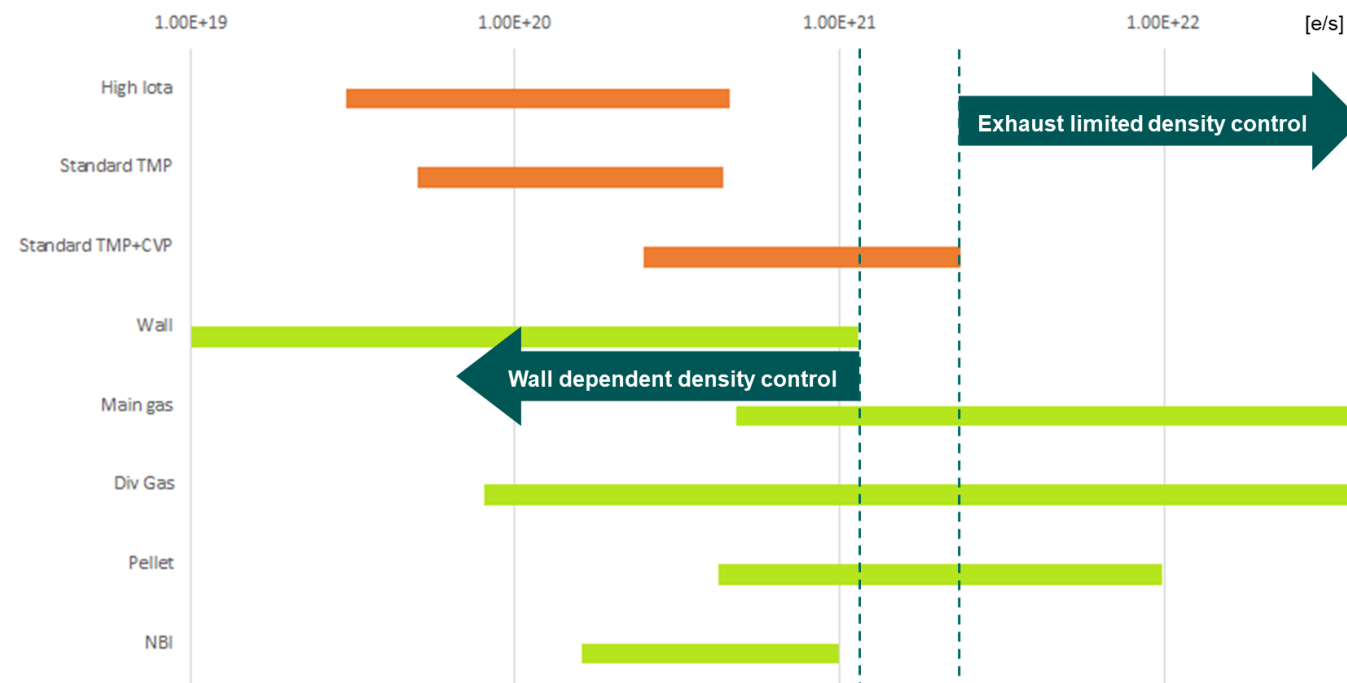 1.00E+19 1.00E+20 1.00E+21 1.00E+22 [e/s]
High Iota
Exhaust limited density control
Standard TMP
Standard TMP+CVP
Wall
Wall dependent density control
Main gas
Div Gas
Pellet
NBI